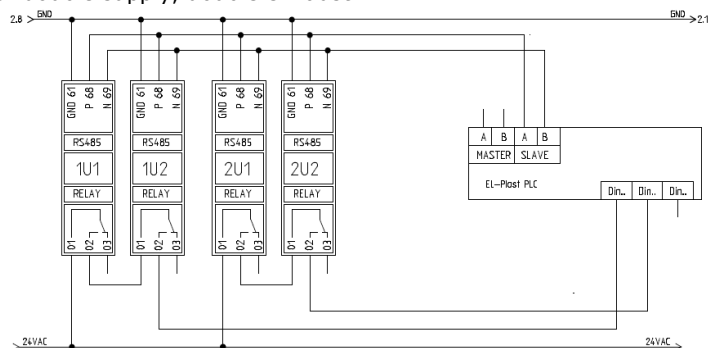 2.8 > GND
GND > 2.1
GND 61 P 68 N 69
GND 61 P 68 N 69
GND 61 P 68 N 69
GND 61 P 68 N 69
RS485 RS485 RS485 RS485
A B A B
MASTER SLAVE
1U1 1U2 2U1 2U2
EL-Plast PLC
RELAY RELAY RELAY RELAY
Din.. Din.. Din..
01 02 03
01 02 03
01 02 03
01 02 03
24VAC
24VAC